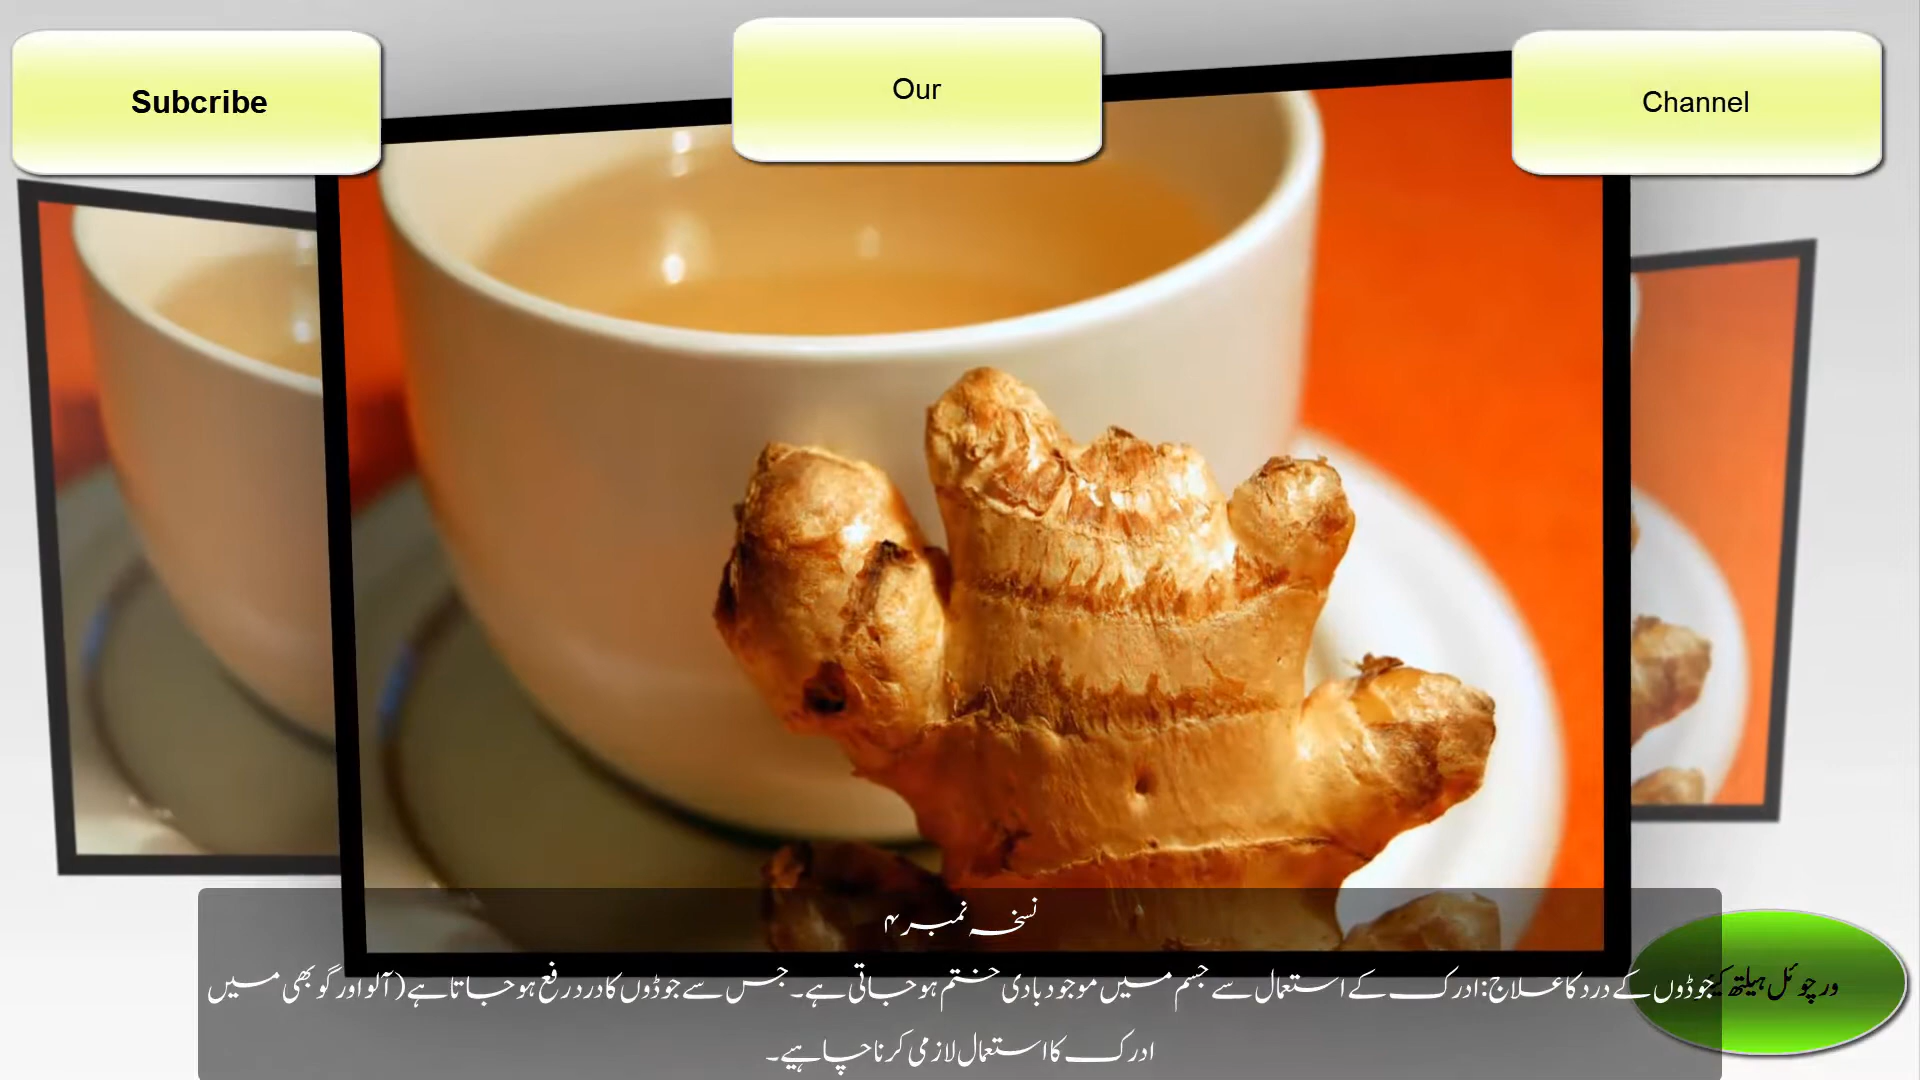 Subcribe
Our
Channel
نسخہ نمبر ۴
جوڈوں کے درد کا علاج: ادرک کے استعمال سے جسم میں موجود بادی ختم ہو جاتی ہے۔ جس سے جوڈوں کا درد رفع ہو جاتا ہے (آلو اور گوبھی میں
ادرک کا استعمال لازمی کرنا چاہیے۔
ورچوئل ہیلتھ